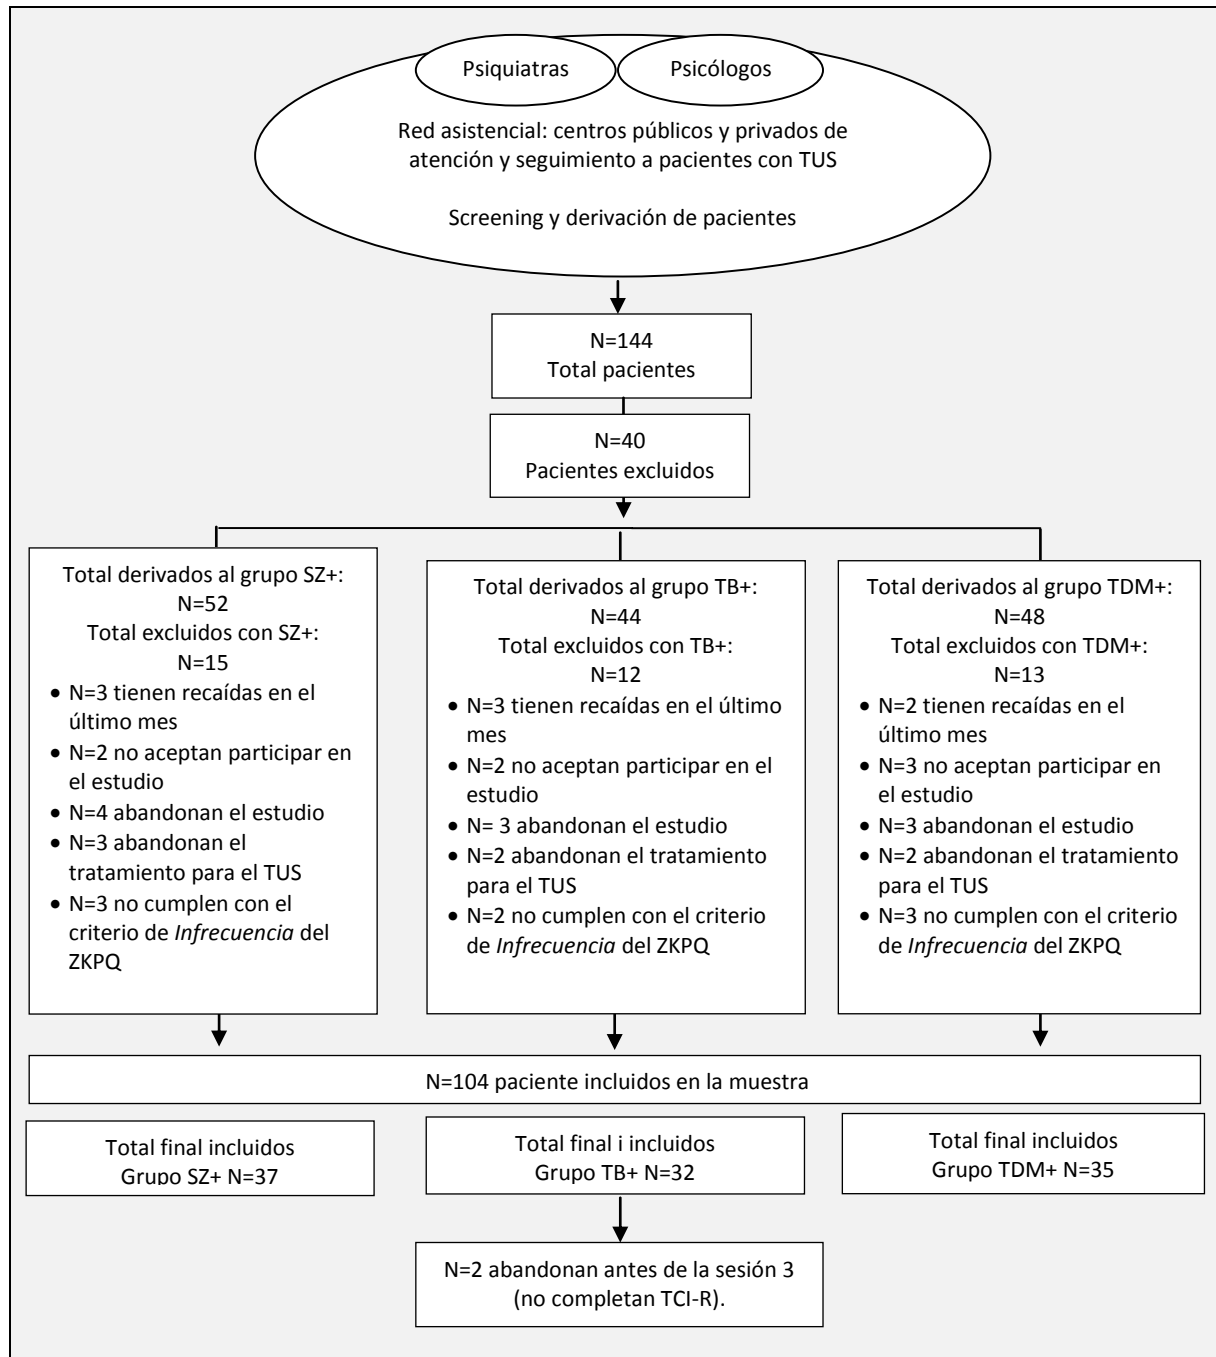 Psiquiatras
Psicólogos
Red asistencial: centros públicos y privados de
atención y seguimiento a pacientes con TUS
Screening y derivación de pacientes
N=144
Total pacientes
N=40
Pacientes excluidos
Total derivados al grupo SZ+:
N=52
Total excluidos con SZ+:
N=15
• N=3 tienen recaídas en el
último mes
• N=2 no aceptan participar en
el estudio
• N=4 abandonan el estudio
• N=3 abandonan el
tratamiento para el TUS
• N=3 no cumplen con el
criterio de Infrecuencia del
ZKPQ
Total derivados al grupo TB+:
N=44
Total excluidos con TB+:
N=12
• N=3 tienen recaídas en el último
mes
• N=2 no aceptan participar en el
estudio
• N= 3 abandonan el estudio
• N=2 abandonan el tratamiento
para el TUS
• N=2 no cumplen con el criterio
de Infrecuencia del ZKPQ
Total derivados al grupo TDM+:
N=48
Total excluidos con TDM+:
N=13
• N=2 tienen recaídas en el
último mes
• N=3 no aceptan participar en
el estudio
• N=3 abandonan el estudio
• N=2 abandonan el tratamiento
para el TUS
• N=3 no cumplen con el criterio
de Infrecuencia del ZKPQ
N=104 paciente incluidos en la muestra
Total final incluidos
Grupo SZ+ N=37
Total final i incluidos
Grupo TB+ N=32
Total final incluidos
Grupo TDM+ N=35
N=2 abandonan antes de la sesión 3
(no completan TCI-R).